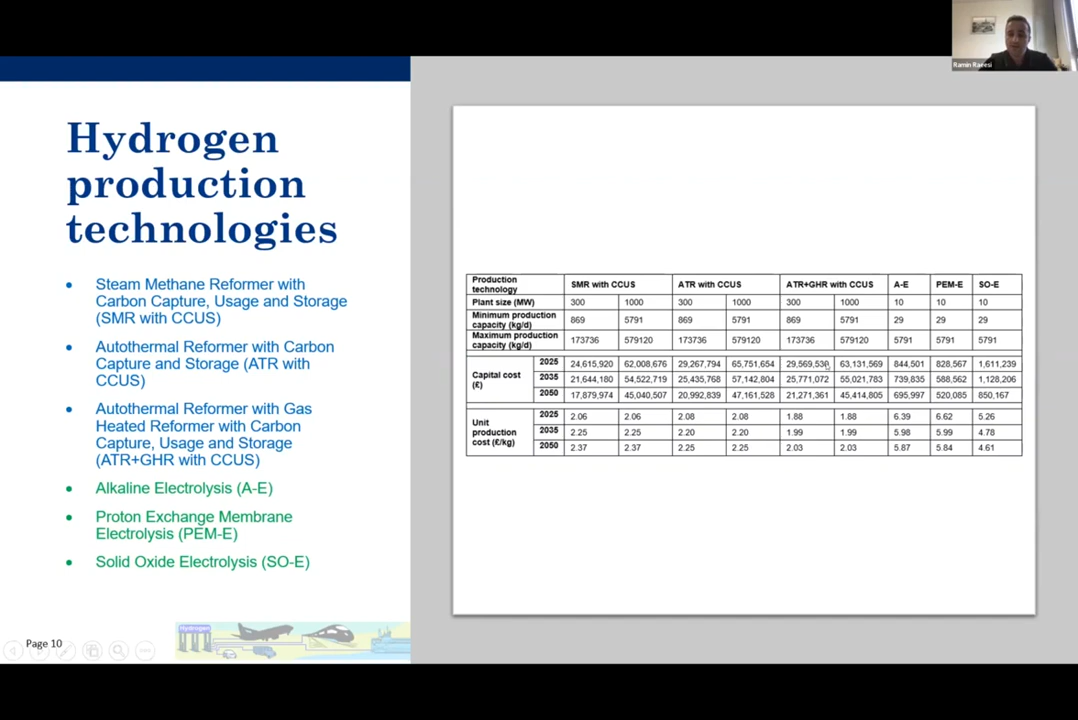 Ramin Raeesi
Hydrogen
production
technologies
• Steam Methane Reformer with
Carbon Capture, Usage and Storage
(SMR with CCUS)
• Autothermal Reformer with Carbon
Capture and Storage (ATR with
CCUS)
• Autothermal Reformer with Gas
Heated Reformer with Carbon
Capture, Usage and Storage
(ATR+GHR with CCUS)
• Alkaline Electrolysis (A-E)
• Proton Exchange Membrane
Electrolysis (PEM-E)
• Solid Oxide Electrolysis (SO-E)
Page 10
Hydrogen
Production technology SMR with CCUS ATR with CCUS ATR+GHR with CCUS A-E PEM-E SO-E
Plant size (MW) 300 1000 300 1000 300 1000 10 10 10
Minimum production capacity (kg/d) 869 5791 869 5791 869 5791 29 29 29
Maximum production capacity (kg/d) 173736 579120 173736 579120 173736 579120 5791 5791 5791
Capital cost (£)
2025 24,615,920 62,008,676 29,267,794 65,751,654 29,569,530 63,131,569 844,501 828,567 1,611,239
2035 21,644,180 54,522,719 25,435,768 57,142,804 25,771,072 55,021,783 739,835 588,562 1,128,206
2050 17,879,974 45,040,507 20,992,839 47,161,528 21,271,361 45,414,805 695,997 520,085 850,167
Unit production cost (£/kg)
2025 2.06 2.06 2.08 2.08 1.88 1.88 6.39 6.62 5.26
2035 2.25 2.25 2.20 2.20 1.99 1.99 5.98 5.99 4.78
2050 2.37 2.37 2.25 2.25 2.03 2.03 5.87 5.84 4.61